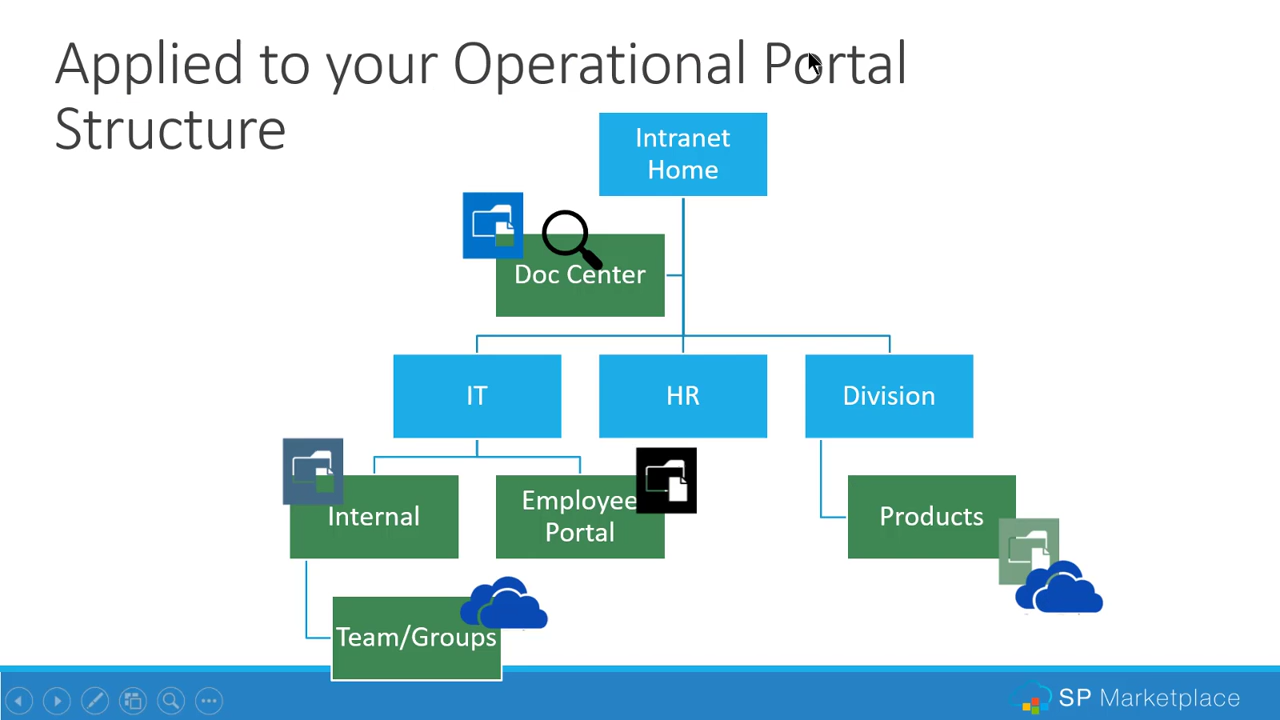 Applied to your Operational Portal
Structure
Intranet
Home
Doc Center
IT
HR
Division
Internal
Employee
Portal
Products
Team/Groups
SP Marketplace